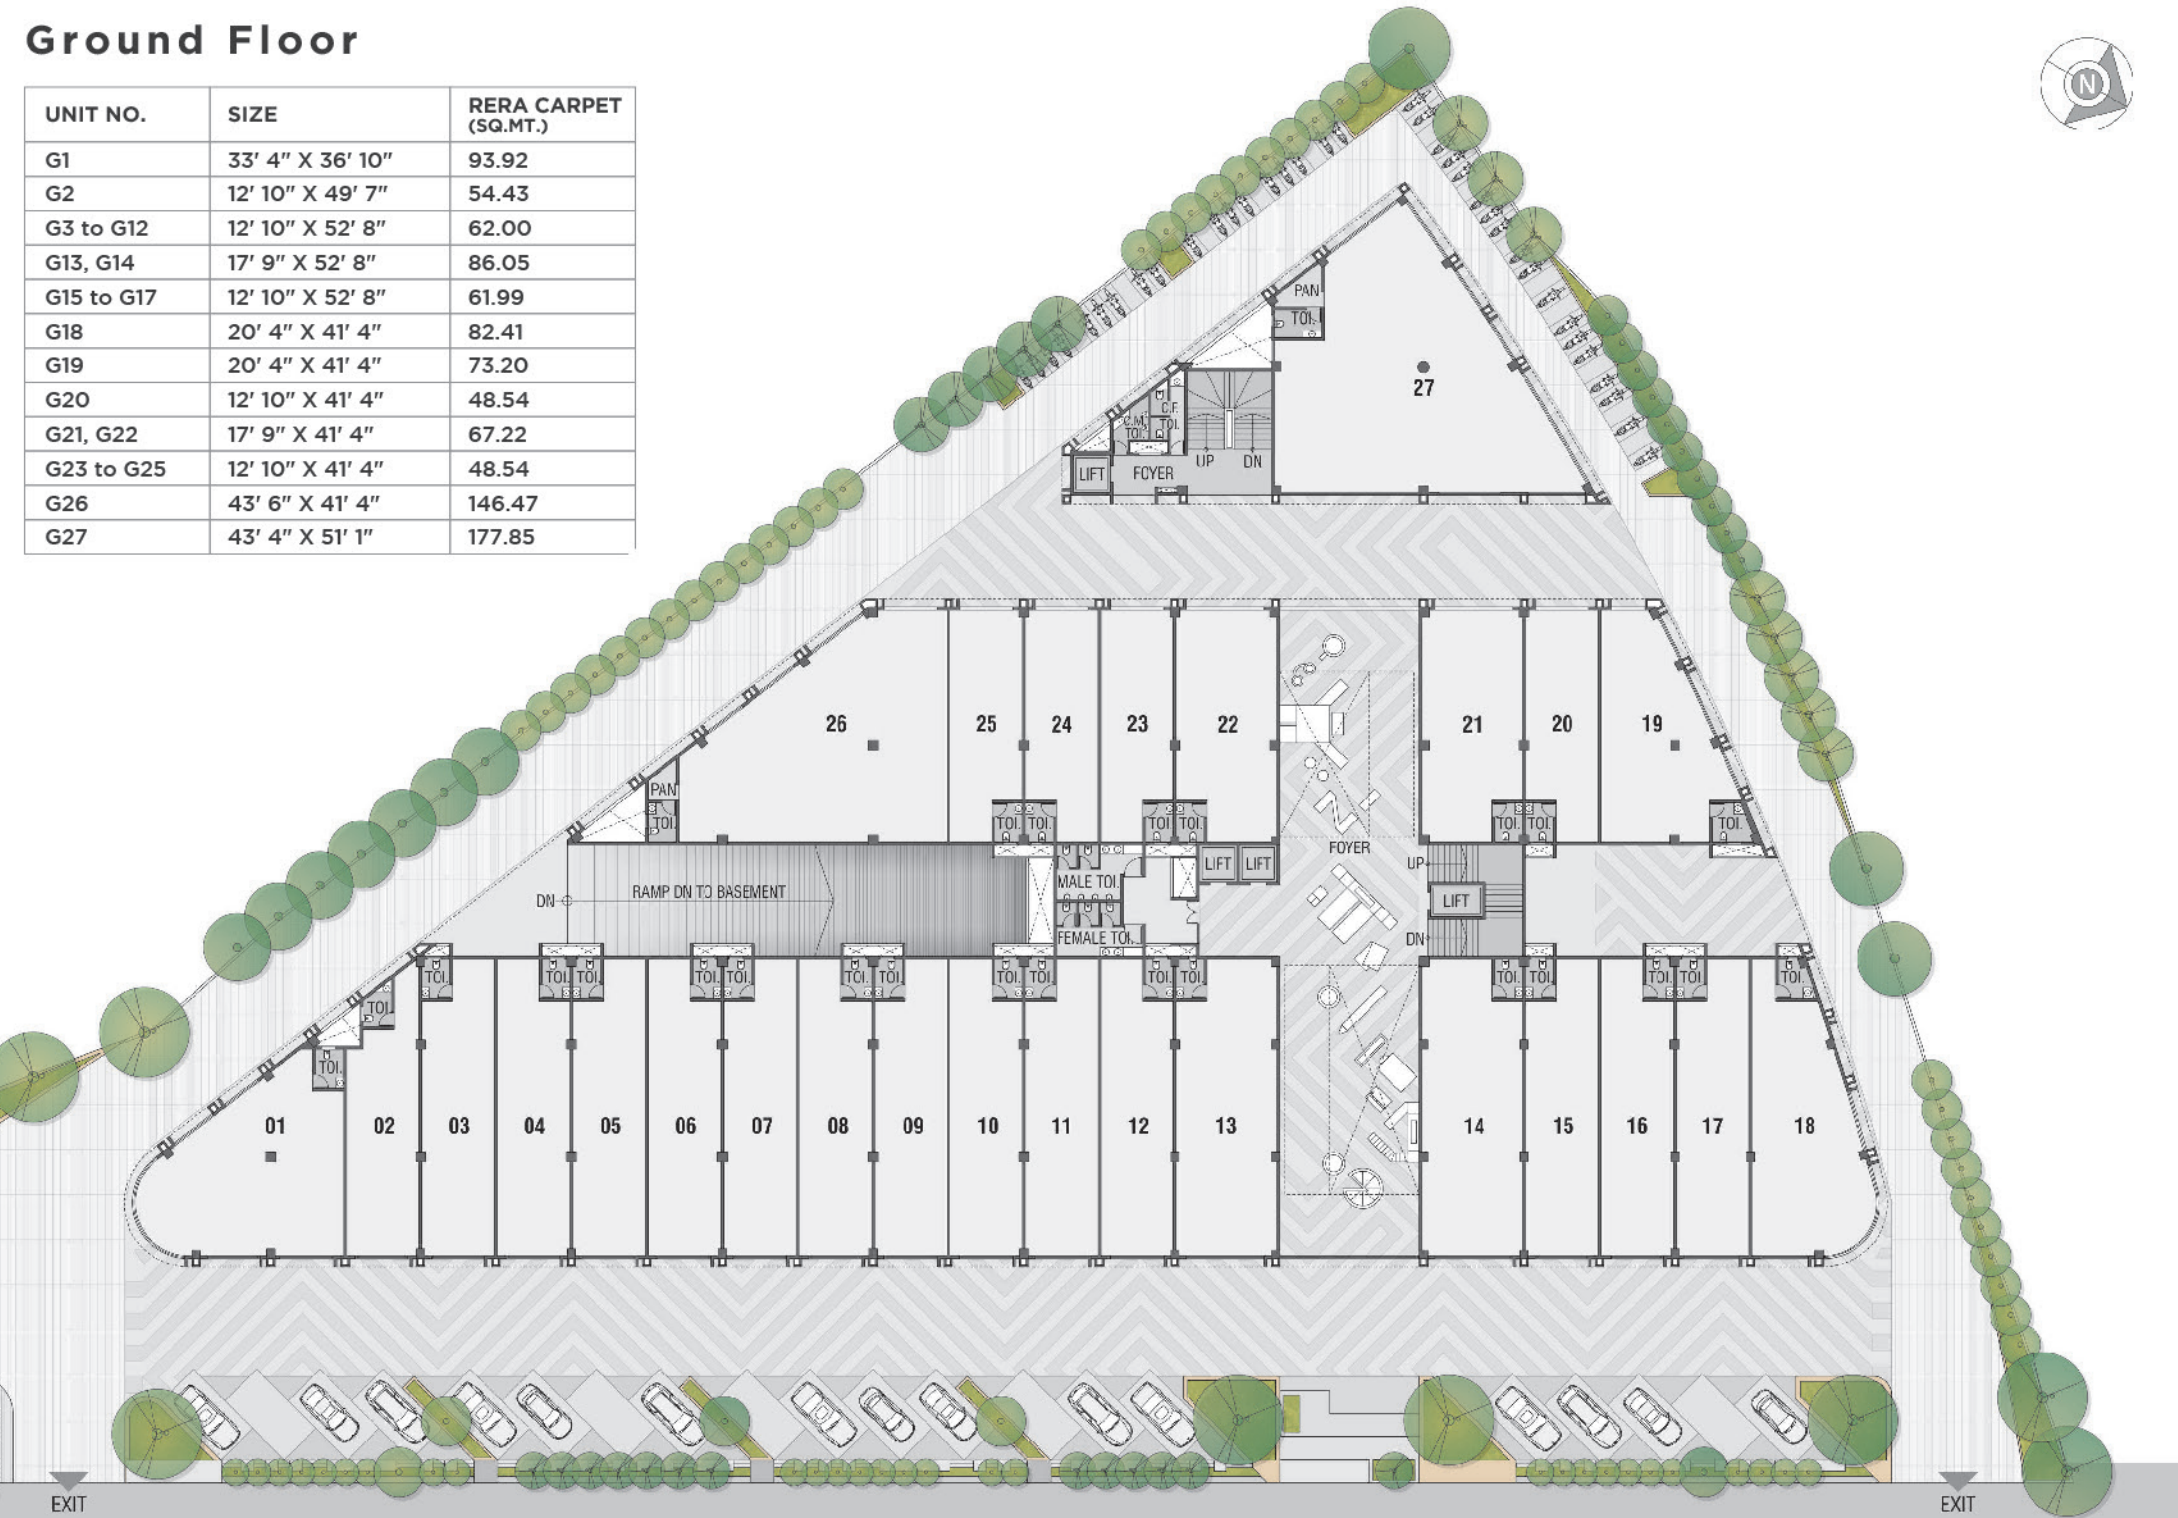 Ground Floor
UNIT NO. SIZE RERA CARPET (SQ.MT.)
G1 33' 4" X 36' 10" 93.92
G2 12' 10" X 49' 7" 54.43
G3 to G12 12' 10" X 52' 8" 62.00
G13, G14 17' 9" X 52' 8" 86.05
G15 to G17 12' 10" X 52' 8" 61.99
G18 20' 4" X 41' 4" 82.41
G19 20' 4" X 41' 4" 73.20
G20 12' 10" X 41' 4" 48.54
G21, G22 17' 9" X 41' 4" 67.22
G23 to G25 12' 10" X 41' 4" 48.54
G26 43' 6" X 41' 4" 146.47
G27 43' 4" X 51' 1" 177.85
N
PAN
TOI.
27
C.M. TOI.
C.F. TOI.
LIFT FOYER UP DN
26 25 24 23 22 21 20 19
PAN
TOI. TOI. TOI. TOI. TOI. TOI. TOI. TOI.
FOYER
LIFT LIFT UP
MALE TOI.
DN RAMP DN TO BASEMENT
LIFT
FEMALE TOI.
DN
TOI. TOI. TOI. TOI. TOI. TOI. TOI. TOI. TOI. TOI. TOI. TOI. TOI. TOI. TOI. TOI.
TOI.
TOI.
01 02 03 04 05 06 07 08 09 10 11 12 13 14 15 16 17 18
EXIT EXIT